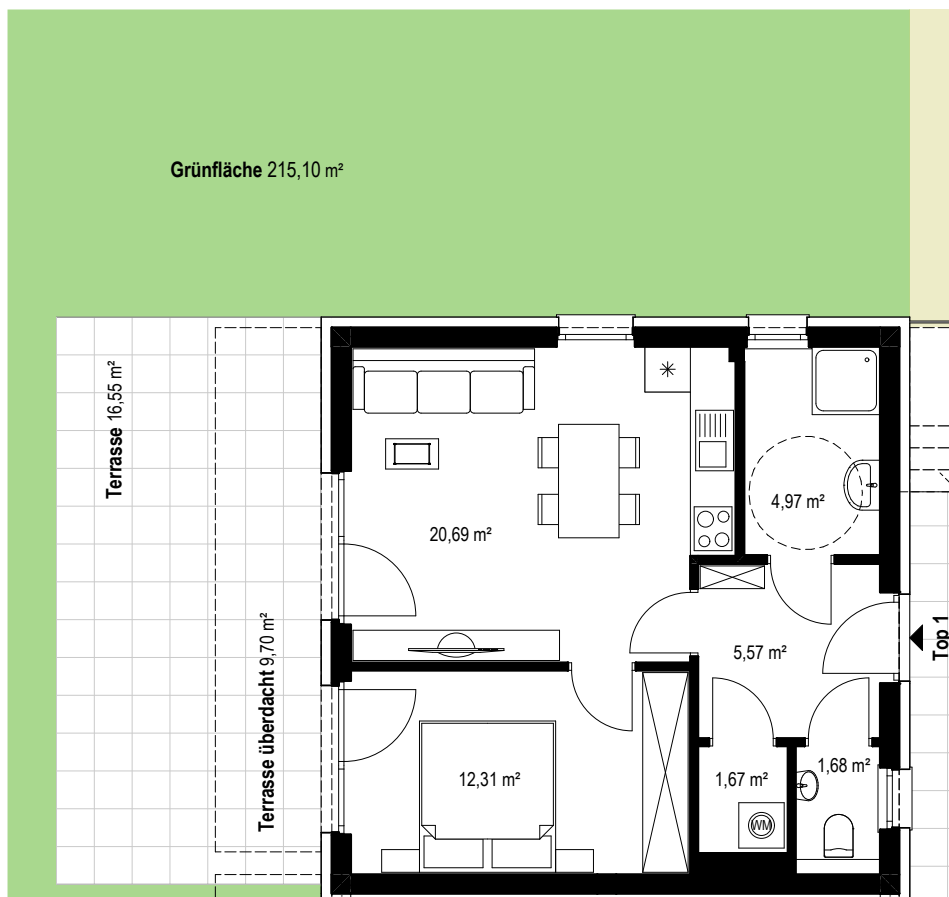 Grünfläche 215,10 m²
Terrasse 16,55 m²
20,69 m²
4,97 m²
Terrasse überdacht 9,70 m²
5,57 m²
Top 1
12,31 m²
1,67 m²
1,68 m²
WM